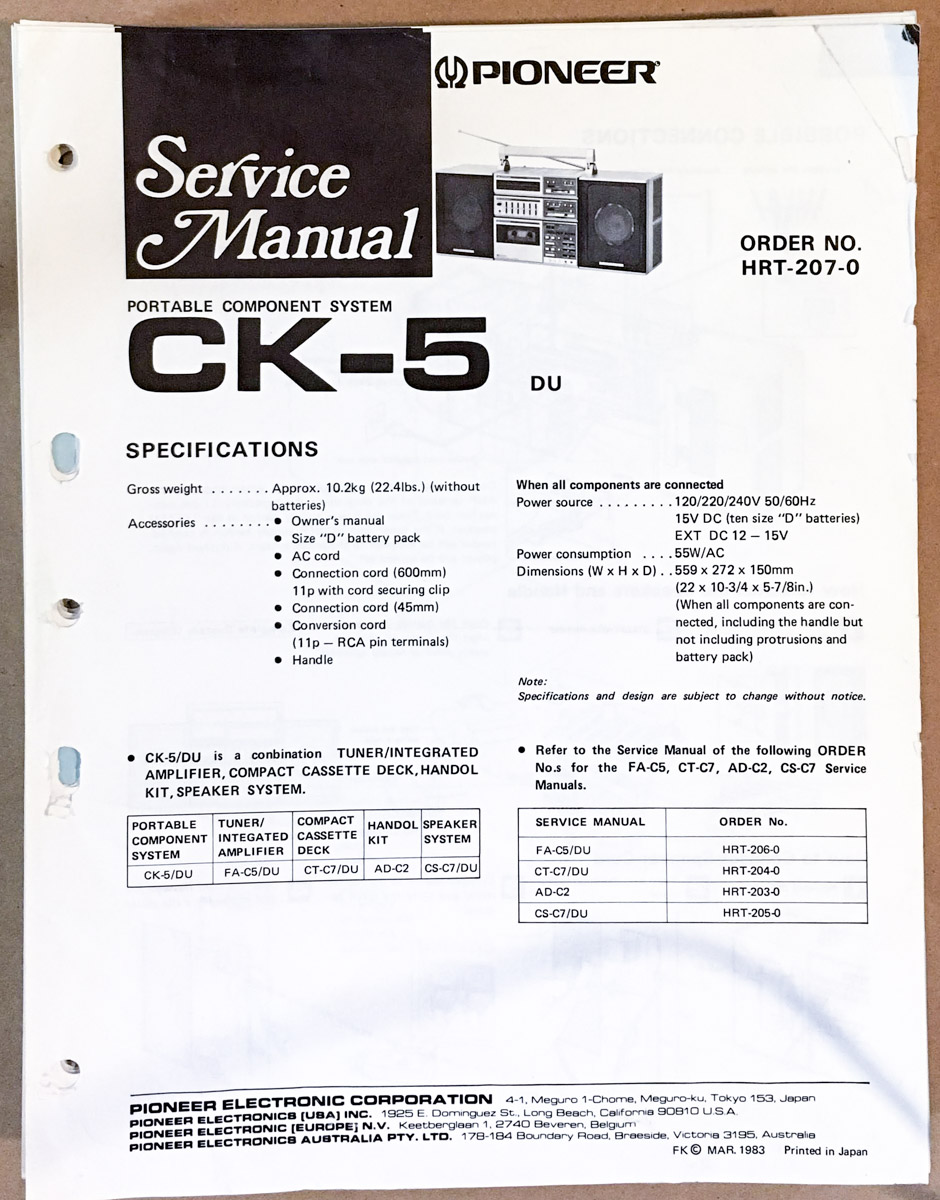 PIONEER
Service
Manual
ORDER NO.
HRT-207-0
PORTABLE COMPONENT SYSTEM
CK-5 DU
SPECIFICATIONS
Gross weight ....... Approx. 10.2kg (22.4lbs.) (without
batteries)
Accessories ........ ● Owner's manual
● Size "D" battery pack
● AC cord
● Connection cord (600mm)
11p with cord securing clip
● Connection cord (45mm)
● Conversion cord
(11p — RCA pin terminals)
● Handle
When all components are connected
Power source ......... 120/220/240V 50/60Hz
15V DC (ten size "D" batteries)
EXT DC 12 — 15V
Power consumption .... 55W/AC
Dimensions (W x H x D) .. 559 x 272 x 150mm
(22 x 10-3/4 x 5-7/8in.)
(When all components are con-
nected, including the handle but
not including protrusions and
battery pack)
Note:
Specifications and design are subject to change without notice.
● CK-5/DU is a conbination TUNER/INTEGRATED
AMPLIFIER, COMPACT CASSETTE DECK, HANDOL
KIT, SPEAKER SYSTEM.
PORTABLE COMPONENT SYSTEM | TUNER/ INTEGATED AMPLIFIER | COMPACT CASSETTE DECK | HANDOL KIT | SPEAKER SYSTEM
CK-5/DU | FA-C5/DU | CT-C7/DU | AD-C2 | CS-C7/DU
● Refer to the Service Manual of the following ORDER
No.s for the FA-C5, CT-C7, AD-C2, CS-C7 Service
Manuals.
SERVICE MANUAL | ORDER No.
FA-C5/DU | HRT-206-0
CT-C7/DU | HRT-204-0
AD-C2 | HRT-203-0
CS-C7/DU | HRT-205-0
PIONEER ELECTRONIC CORPORATION 4-1, Meguro 1-Chome, Meguro-ku, Tokyo 153, Japan
PIONEER ELECTRONICS [USA] INC. 1925 E. Dominguez St., Long Beach, California 90810 U.S.A.
PIONEER ELECTRONIC [EUROPE] N.V. Keetberglaan 1, 2740 Beveren, Belgium
PIONEER ELECTRONICS AUSTRALIA PTY. LTD. 178-184 Boundary Road, Braeside, Victoria 3195, Australia
FK © MAR. 1983 Printed in Japan